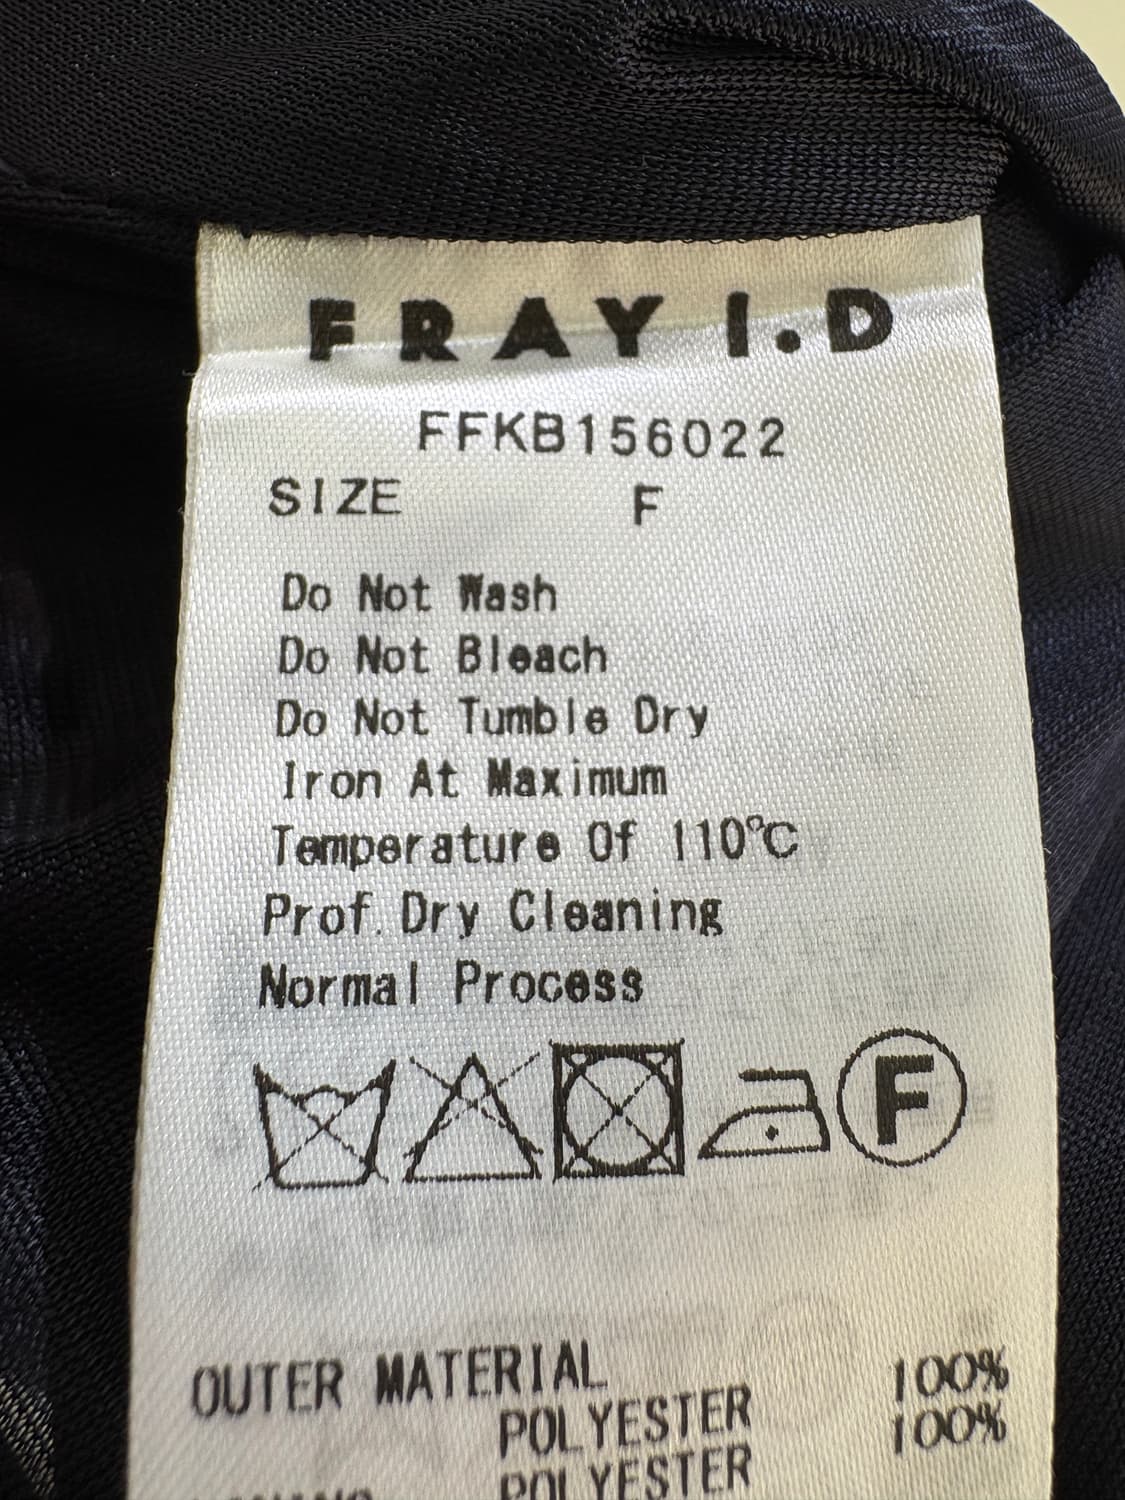 FRAY I.D
FFKB156022
SIZE F
Do Not Wash
Do Not Bleach
Do Not Tumble Dry
Iron At Maximum
Temperature Of 110℃
Prof.Dry Cleaning
Normal Process
F
OUTER MATERIAL
POLYESTER 100%
POLYESTER 100%